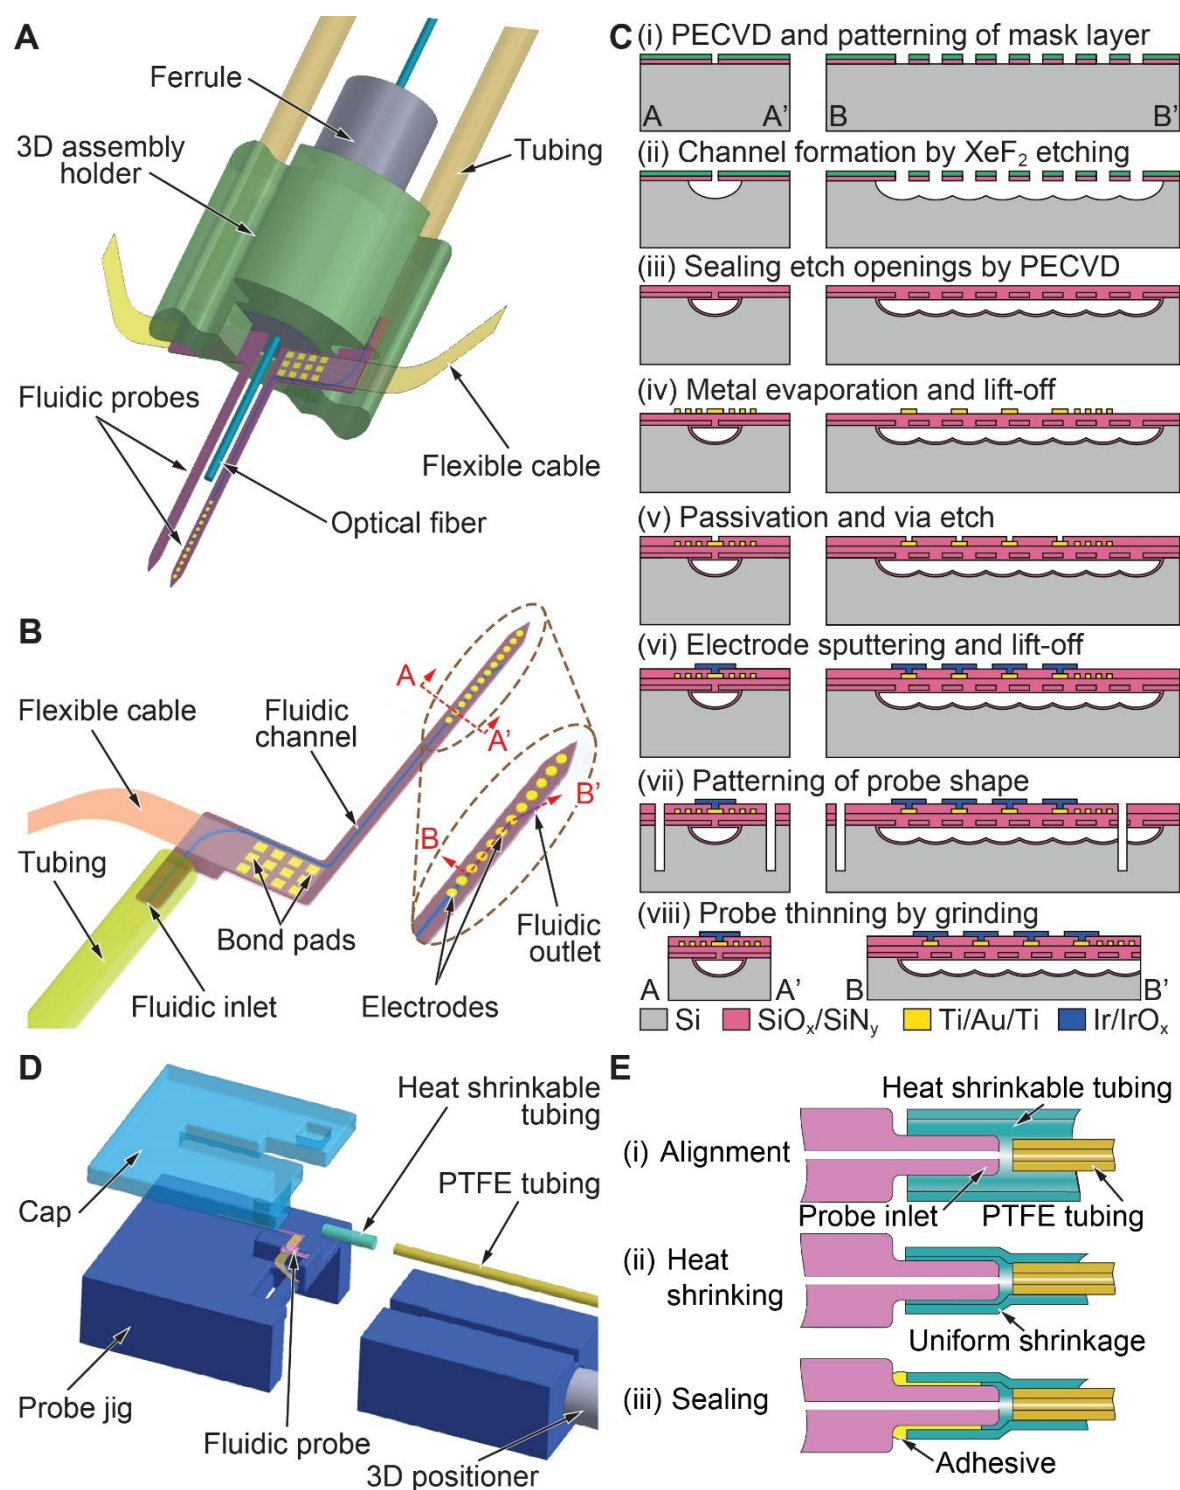 A
Ferrule
3D assembly
holder
Tubing
Fluidic probes
Flexible cable
Optical fiber
B
Flexible cable
Fluidic
channel
A
A'
B'
B
Tubing
Bond pads
Fluidic
outlet
Fluidic inlet
Electrodes
C
(i) PECVD and patterning of mask layer
A A' B B'
(ii) Channel formation by XeF₂ etching
(iii) Sealing etch openings by PECVD
(iv) Metal evaporation and lift-off
(v) Passivation and via etch
(vi) Electrode sputtering and lift-off
(vii) Patterning of probe shape
(viii) Probe thinning by grinding
A A' B B'
Si SiOₓ/SiNᵧ Ti/Au/Ti Ir/IrOₓ
D
Heat shrinkable
tubing
PTFE tubing
Cap
Probe jig
Fluidic probe
3D positioner
E
Heat shrinkable tubing
(i) Alignment
Probe inlet PTFE tubing
(ii) Heat
shrinking
Uniform shrinkage
(iii) Sealing
Adhesive